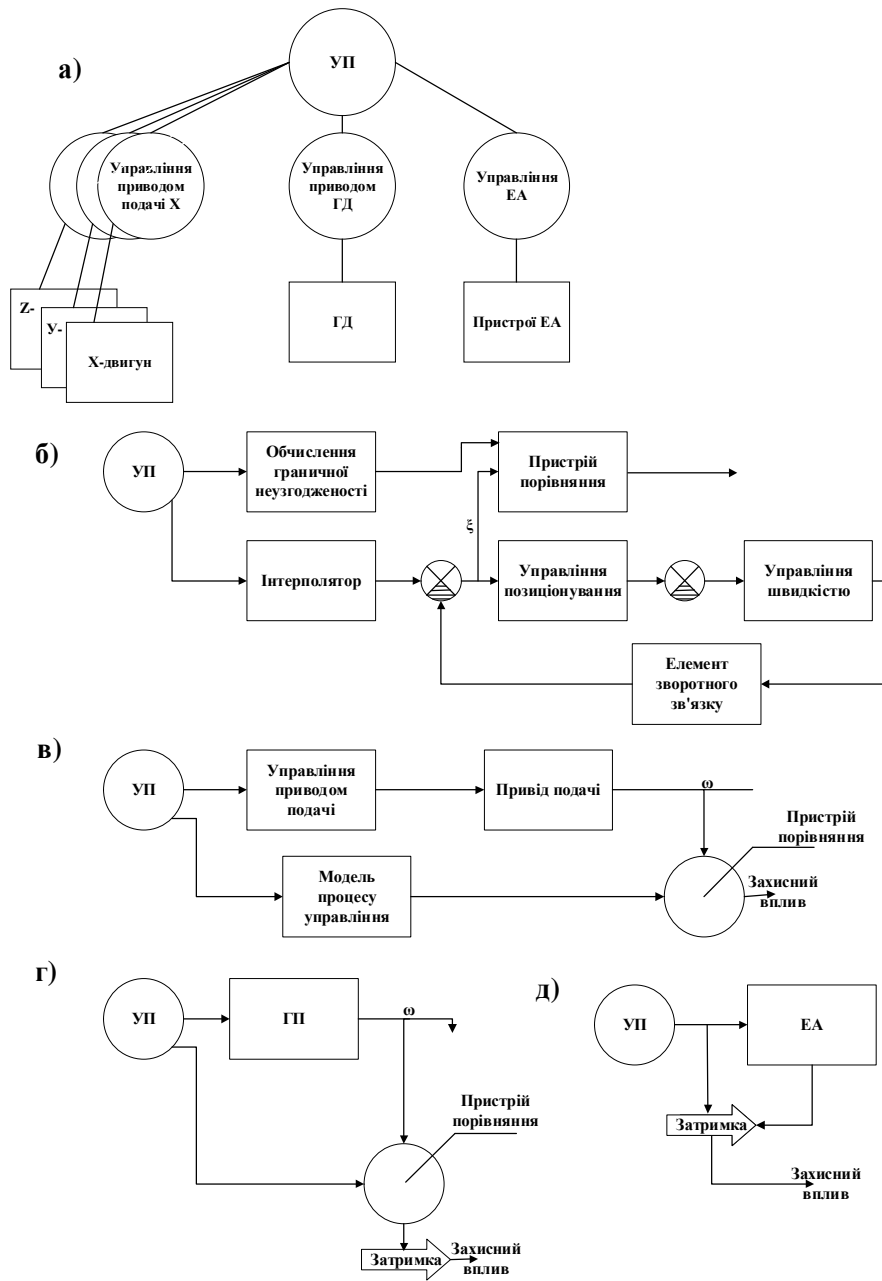 а)
УП
Управління
приводом
подачі X
Управління
приводом
ГД
Управління
ЕА
Z-
У-
Х-двигун
ГД
Пристрої ЕА
б)
УП
Обчислення
граничної
неузгодженості
Пристрій
порівняння
ξ
Інтерполятор
Управління
позиціонування
Управління
швидкістю
Елемент
зворотного
зв'язку
в)
УП
Управління
приводом
подачі
Привід подачі
ω
Пристрій
порівняння
Модель
процесу
управління
Захисний
вплив
г)
УП
ГП
ω
Пристрій
порівняння
Затримка
Захисний
вплив
д)
УП
ЕА
Затримка
Захисний
вплив